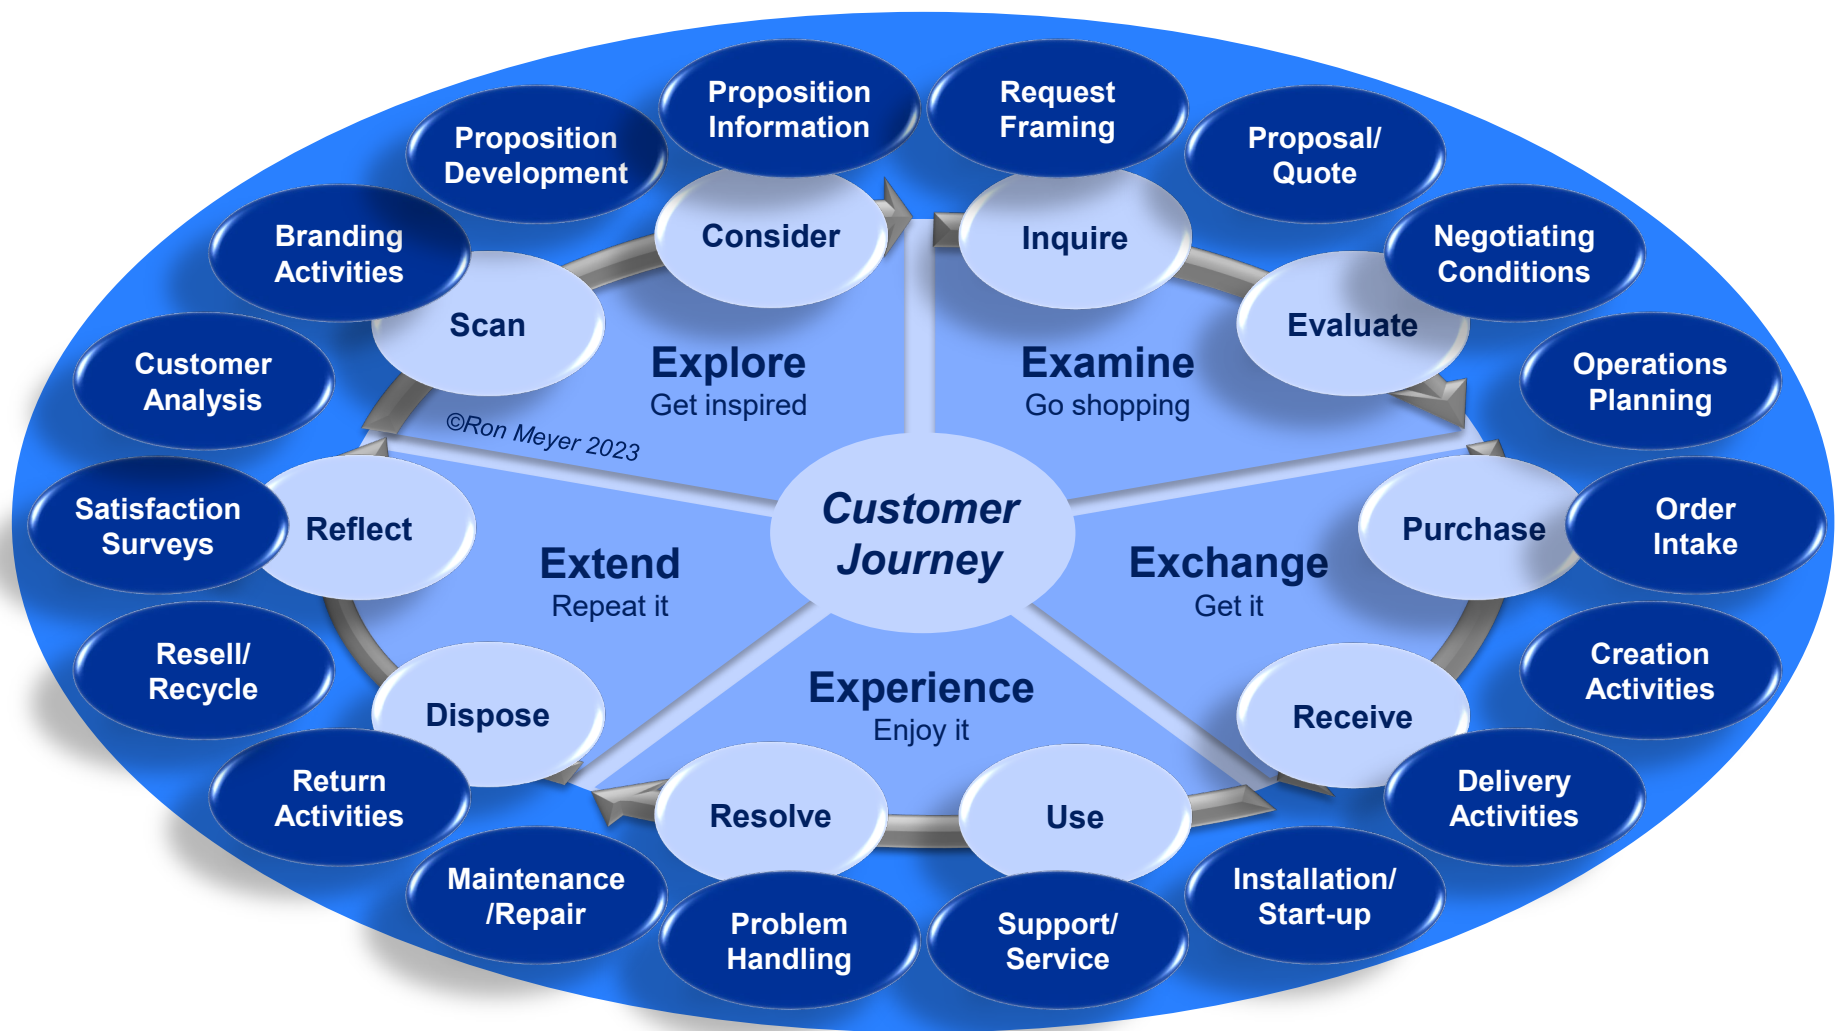 Proposition
Information
Request
Framing
Proposition
Development
Proposal/
Quote
Branding
Activities
Consider
Inquire
Negotiating
Conditions
Scan
Evaluate
Customer
Analysis
Explore
Get inspired
Examine
Go shopping
Operations
Planning
©Ron Meyer 2023
Satisfaction
Surveys
Reflect
Customer
Journey
Purchase
Order
Intake
Extend
Repeat it
Exchange
Get it
Resell/
Recycle
Dispose
Experience
Enjoy it
Receive
Creation
Activities
Return
Activities
Resolve
Use
Delivery
Activities
Maintenance
/Repair
Problem
Handling
Support/
Service
Installation/
Start-up